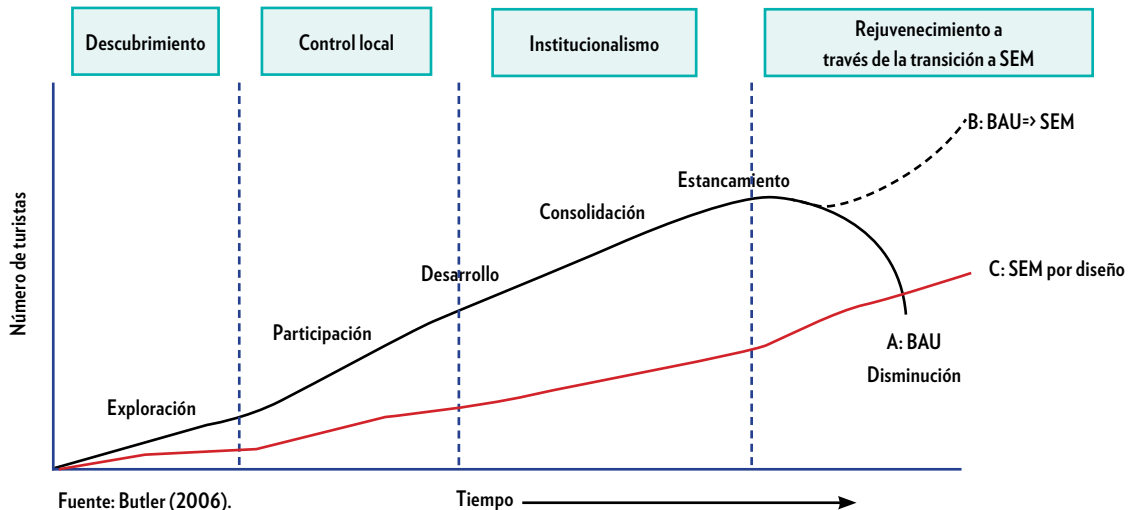 Descubrimiento
Control local
Institucionalismo
Rejuvenecimiento a
través de la transición a SEM
Número de turistas
Exploración
Participación
Desarrollo
Consolidación
Estancamiento
B: BAU=> SEM
C: SEM por diseño
A: BAU
Disminución
Fuente: Butler (2006).
Tiempo